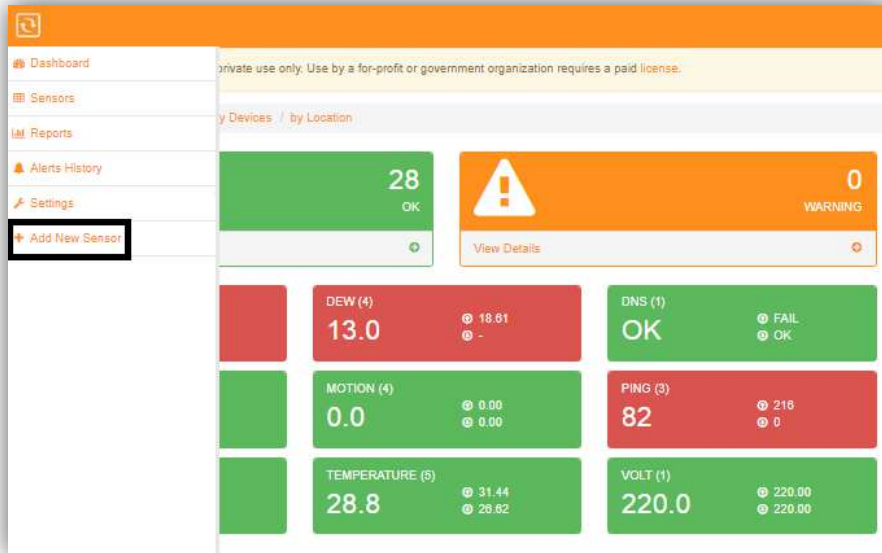 Dashboard
Sensors
Reports
Alerts History
Settings
Add New Sensor
private use only. Use by a for-profit or government organization requires a paid license.
y Devices / by Location
28
OK
0
WARNING
View Details
DEW (4)
13.0
18.61
-
DNS (1)
OK
FAIL
OK
MOTION (4)
0.0
0.00
0.00
PING (3)
82
216
0
TEMPERATURE (5)
28.8
31.44
26.62
VOLT (1)
220.0
220.00
220.00